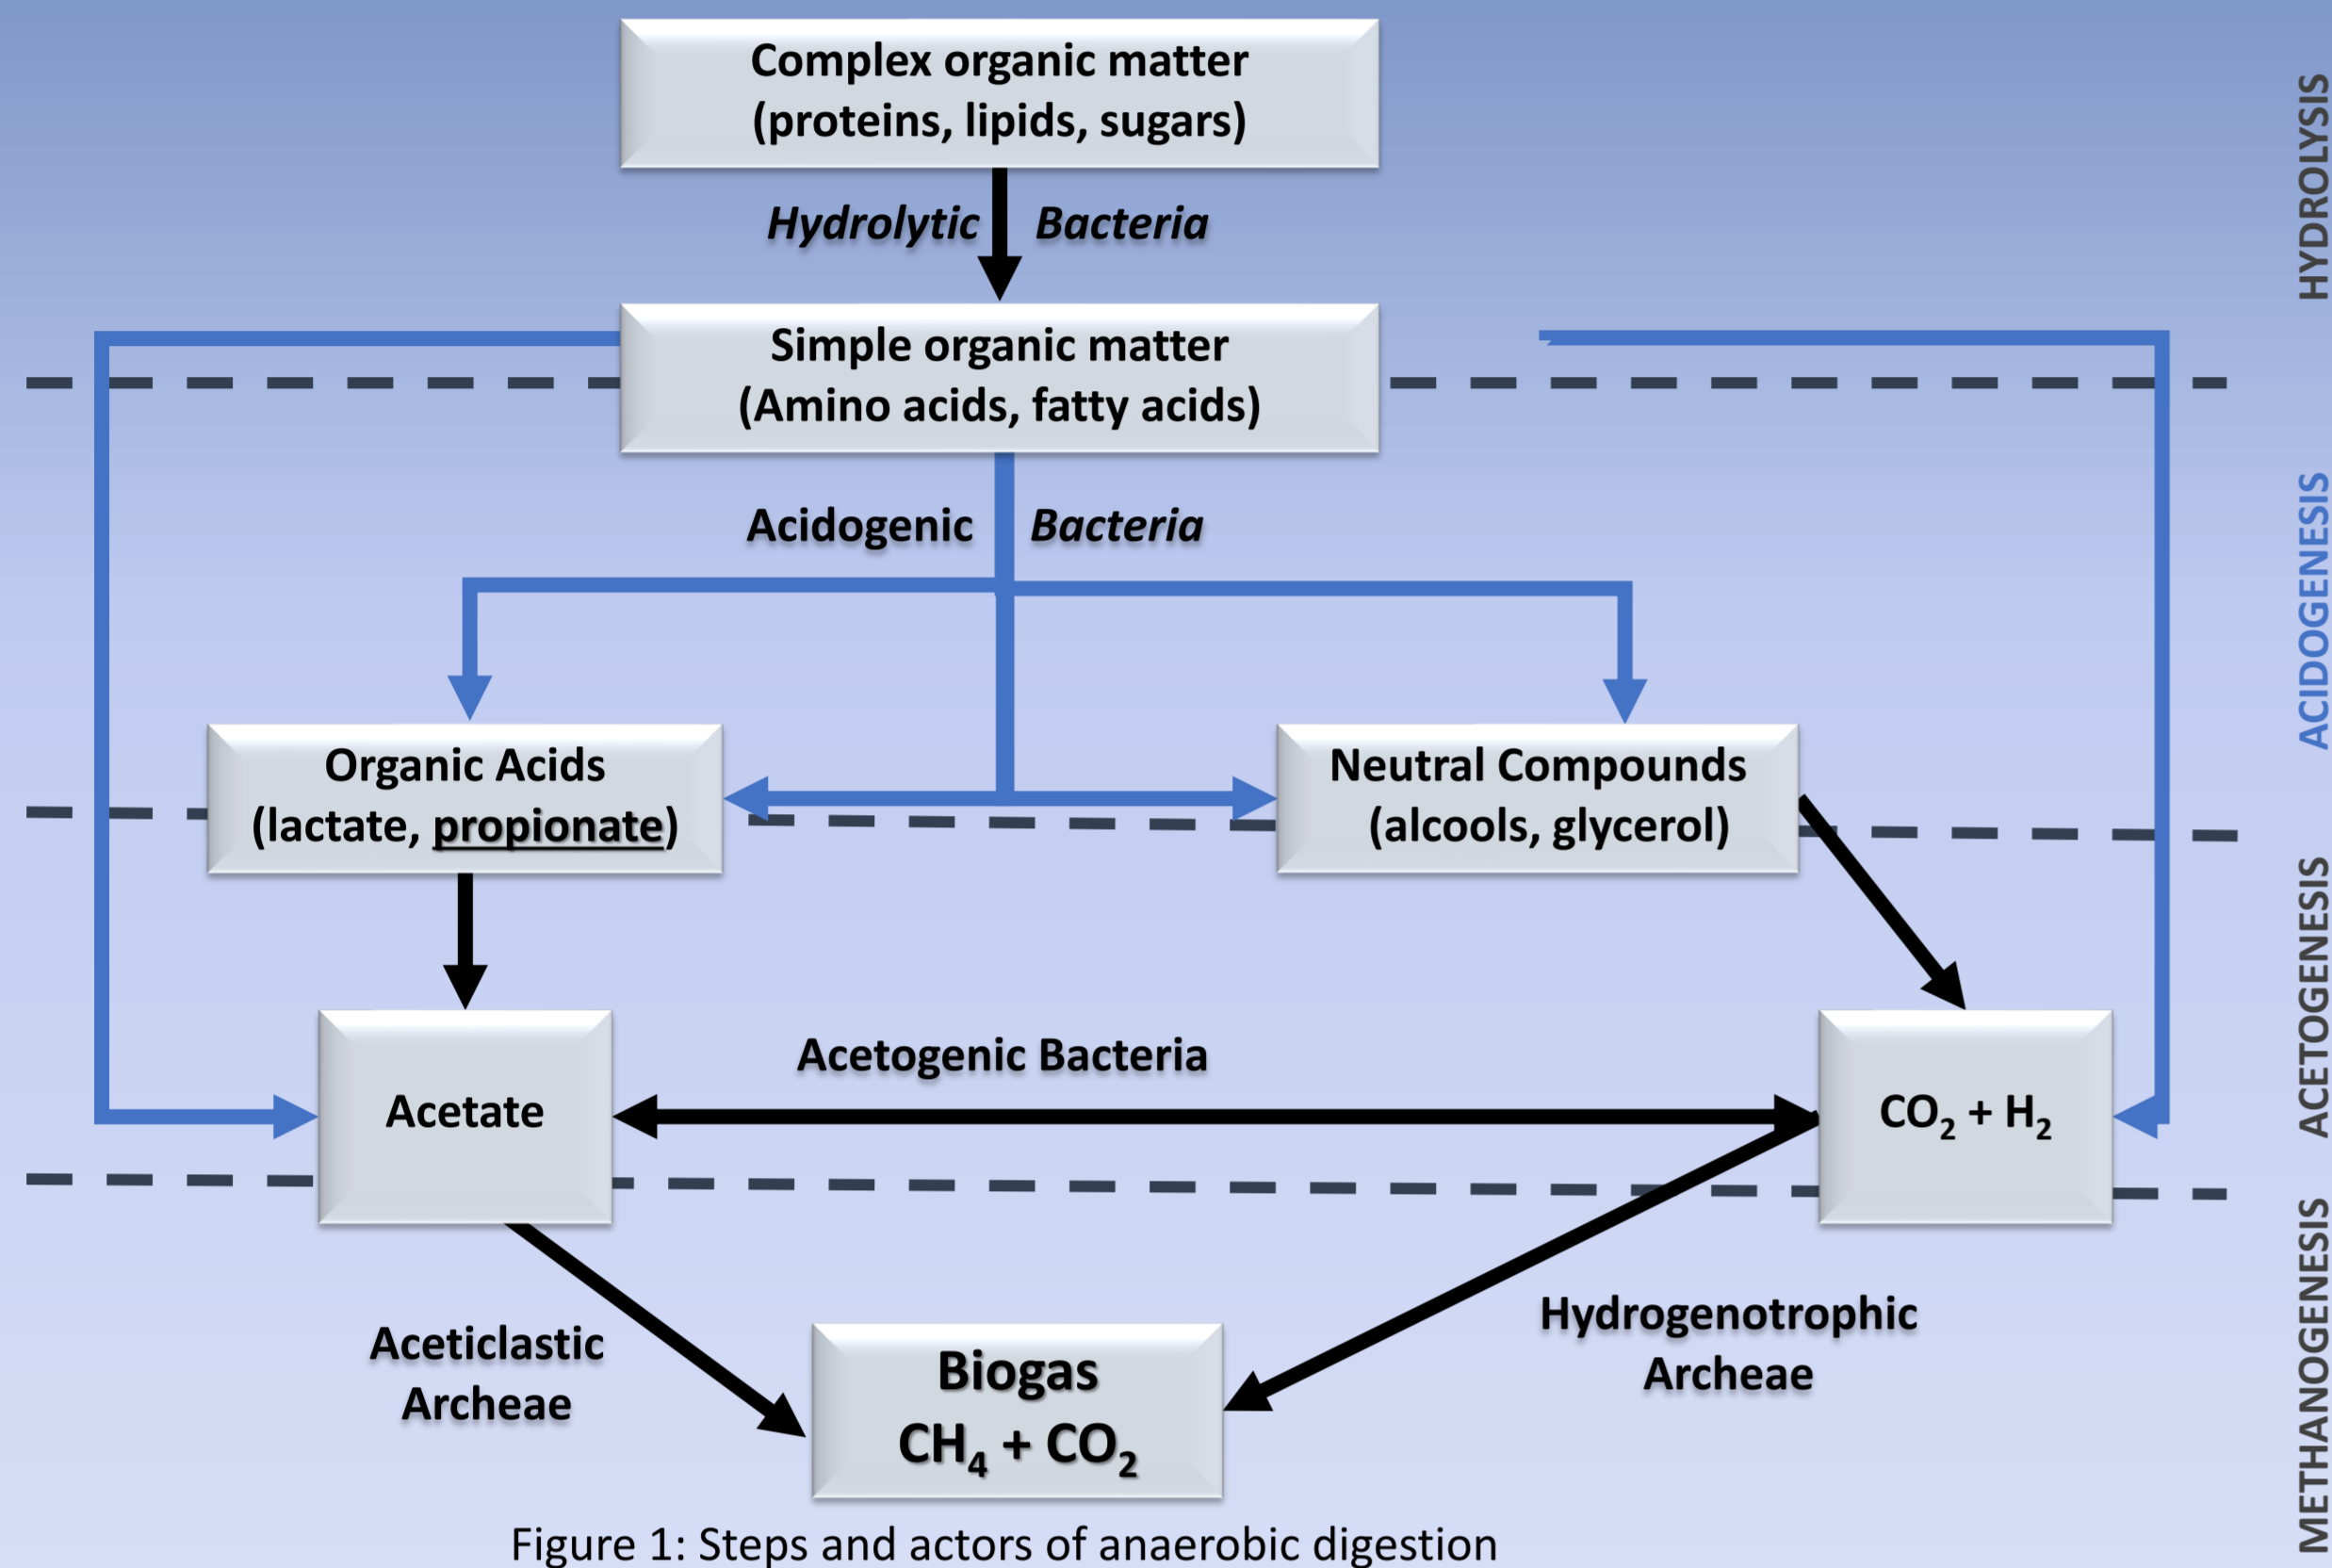 Complex organic matter
(proteins, lipids, sugars)
Hydrolytic Bacteria
HYDROLYSIS
Simple organic matter
(Amino acids, fatty acids)
Acidogenic Bacteria
ACIDOGENESIS
Organic Acids
(lactate, propionate)
Neutral Compounds
(alcools, glycerol)
ACETOGENESIS
Acetogenic Bacteria
Acetate
CO₂ + H₂
Aceticlastic
Archeae
Hydrogenotrophic
Archeae
Biogas
CH₄ + CO₂
METHANOGENESIS
Figure 1: Steps and actors of anaerobic digestion